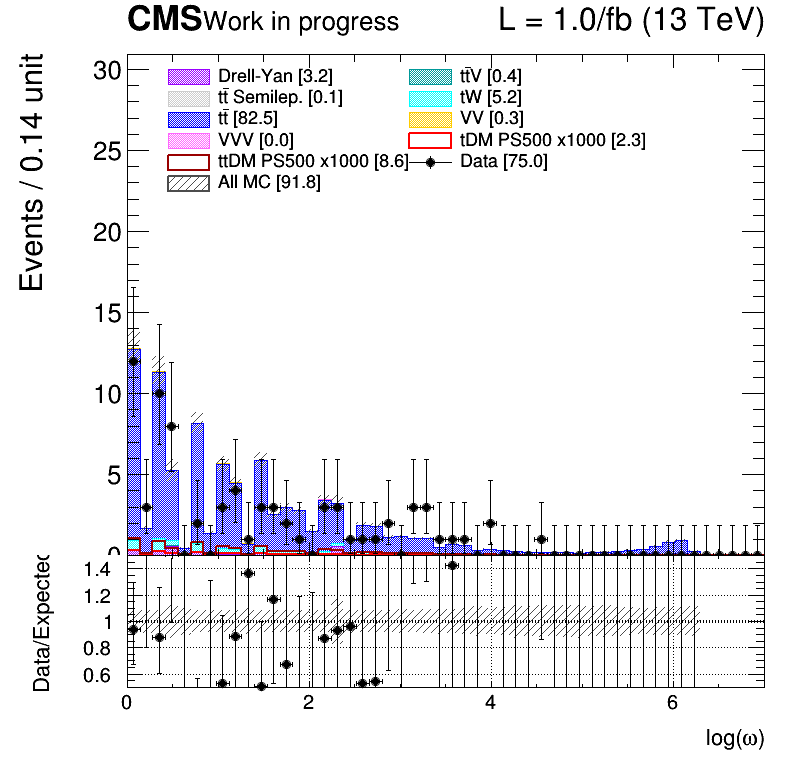 CMS Work in progress L = 1.0/fb (13 TeV)
Events / 0.14 unit
30
25
20
15
10
5
0
Drell-Yan [3.2] tt̄V [0.4]
tt̄ Semilep. [0.1] tW [5.2]
tt̄ [82.5] VV [0.3]
VVV [0.0] tDM PS500 x1000 [2.3]
ttDM PS500 x1000 [8.6] Data [75.0]
All MC [91.8]
Data/Expected
1.4
1.2
1
0.8
0.6
0 2 4 6
log(ω)